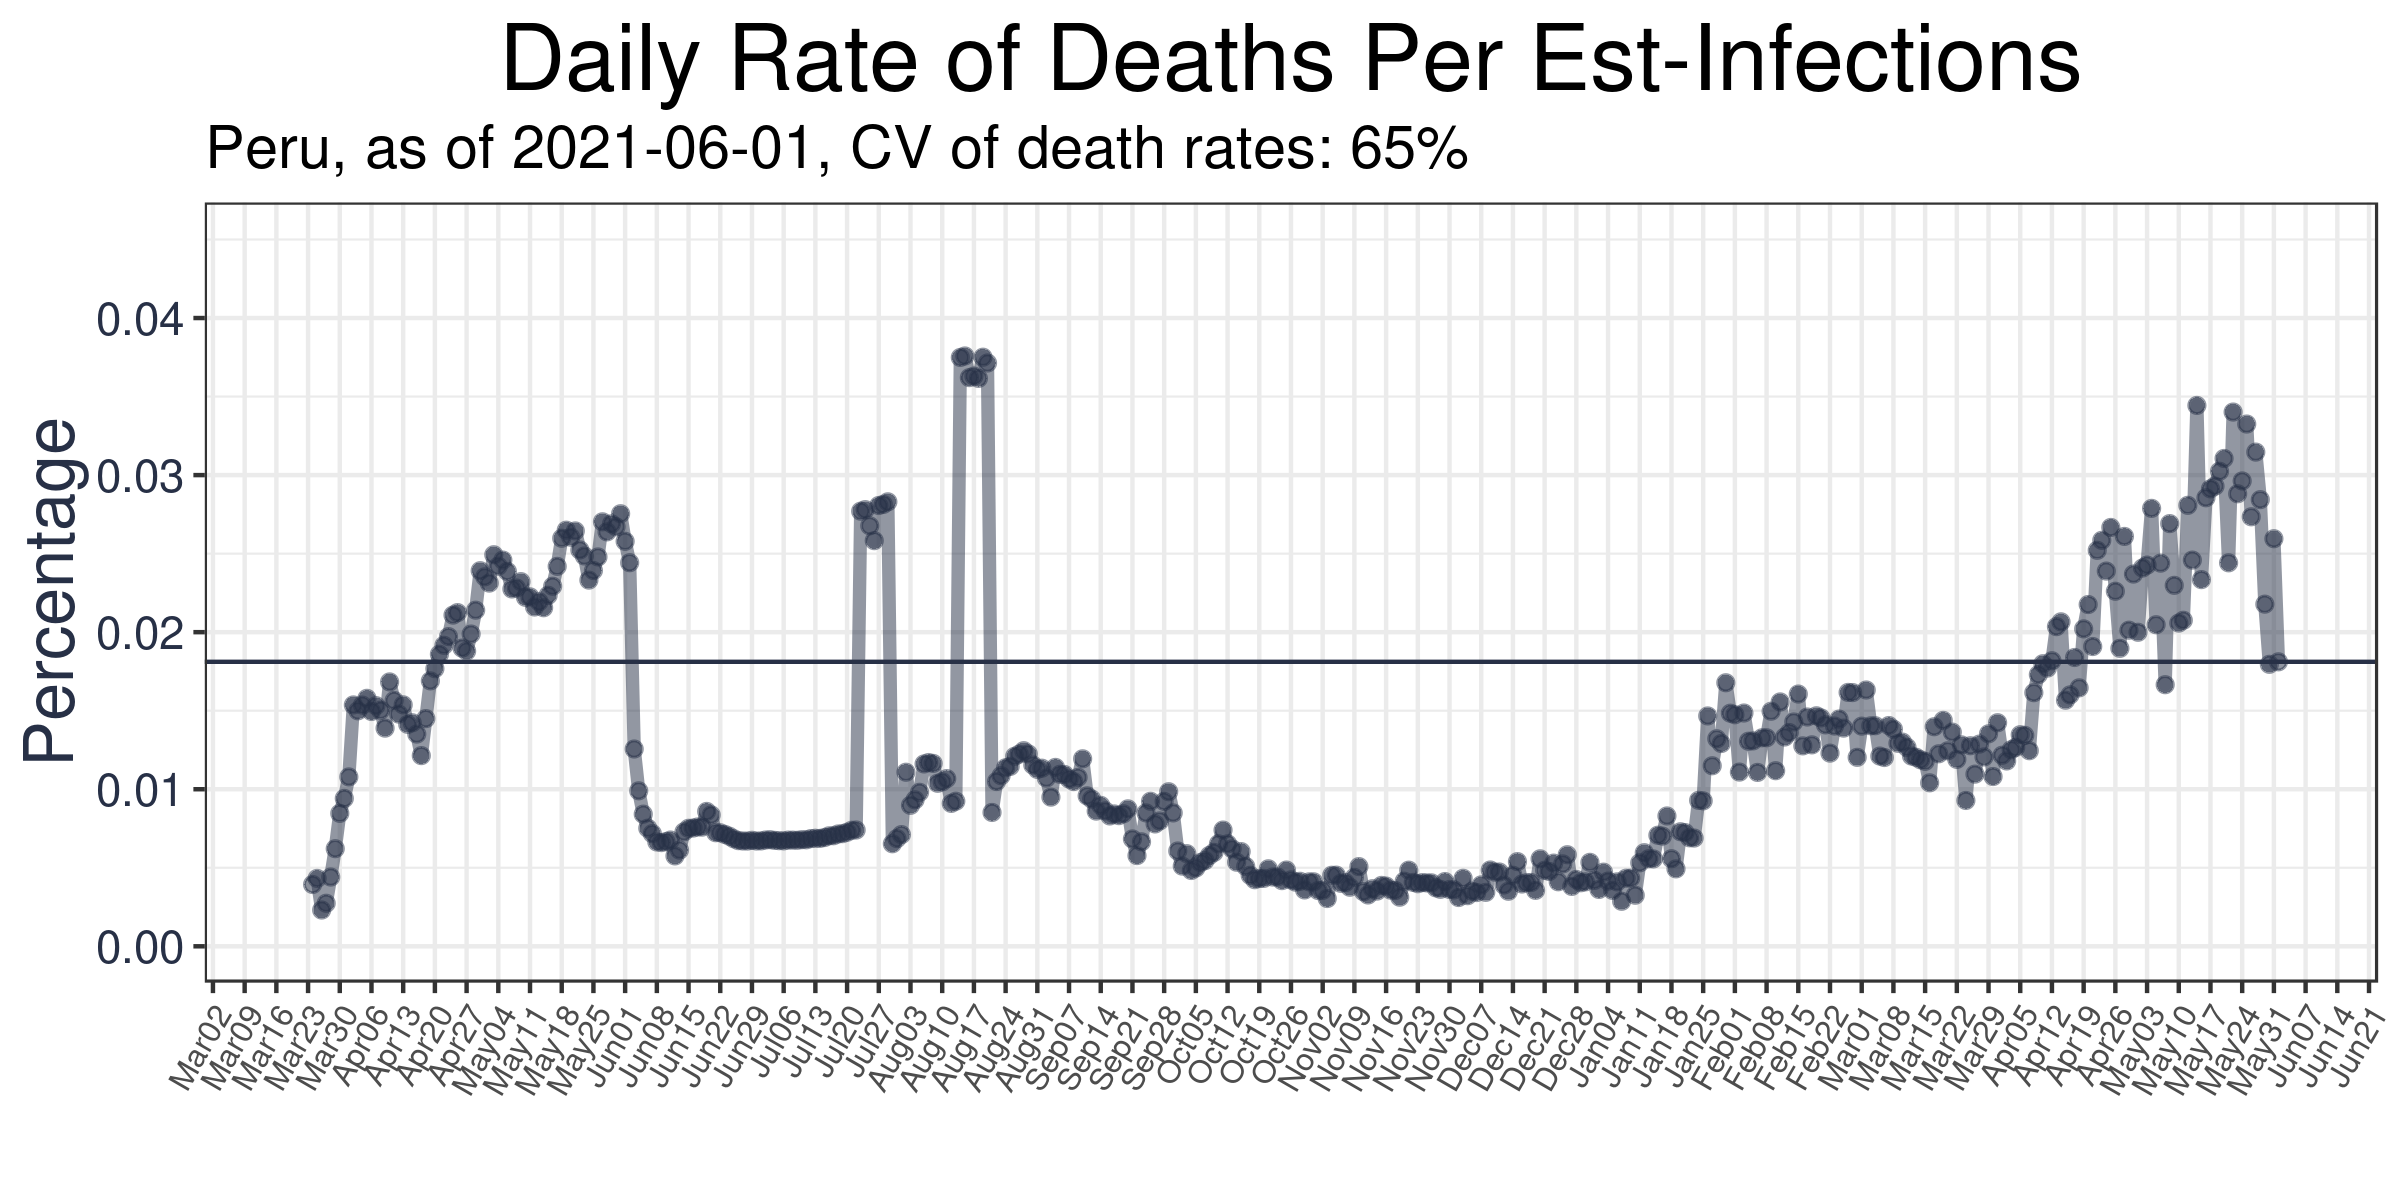 Daily Rate of Deaths Per Est-Infections
Peru, as of 2021-06-01, CV of death rates: 65%
Percentage
0.04
0.03
0.02
0.01
0.00
Mar02
Mar09
Mar16
Mar23
Mar30
Apr06
Apr13
Apr20
Apr27
May04
May11
May18
May25
Jun01
Jun08
Jun15
Jun22
Jun29
Jul06
Jul13
Jul20
Jul27
Aug03
Aug10
Aug17
Aug24
Aug31
Sep07
Sep14
Sep21
Sep28
Oct05
Oct12
Oct19
Oct26
Nov02
Nov09
Nov16
Nov23
Nov30
Dec07
Dec14
Dec21
Dec28
Jan04
Jan11
Jan18
Jan25
Feb01
Feb08
Feb15
Feb22
Mar01
Mar08
Mar15
Mar22
Mar29
Apr05
Apr12
Apr19
Apr26
May03
May10
May17
May24
May31
Jun07
Jun14
Jun21